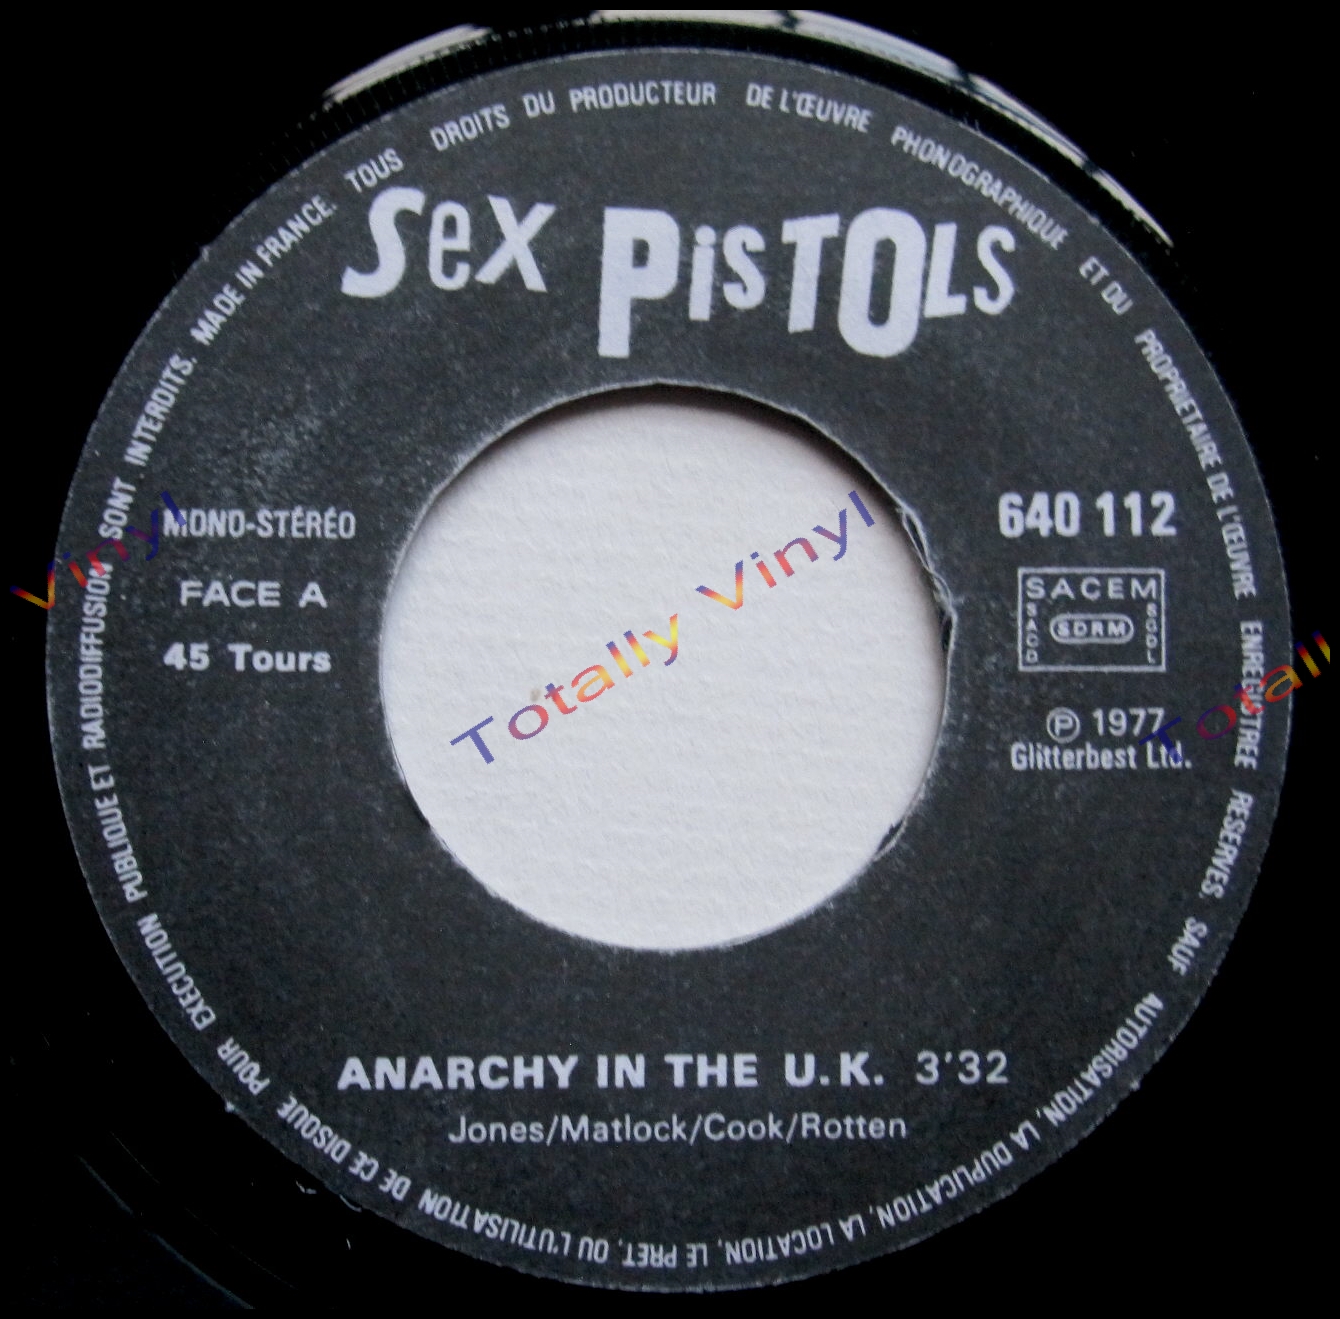 TOUS DROITS DU PRODUCTEUR DE L'ŒUVRE PHONOGRAPHIQUE ET DU PROPRIETAIRE DE L'ŒUVRE ENREGISTREE RESERVES. SAUF AUTORISATION, LA DUPLICATION, LA LOCATION, LE PRET, OU L'UTILISATION DE CE DISQUE POUR EXECUTION PUBLIQUE ET RADIODIFFUSION SONT INTERDITS. MADE IN FRANCE.
Sex PisTOLS
MONO-STÉRÉO
FACE A
45 Tours
640 112
SACEM
SACD
SDRM
SGDL
Ⓟ 1977
Glitterbest Ltd.
ANARCHY IN THE U.K. 3'32
Jones/Matlock/Cook/Rotten
Vinyl
Totally Vinyl
Totally